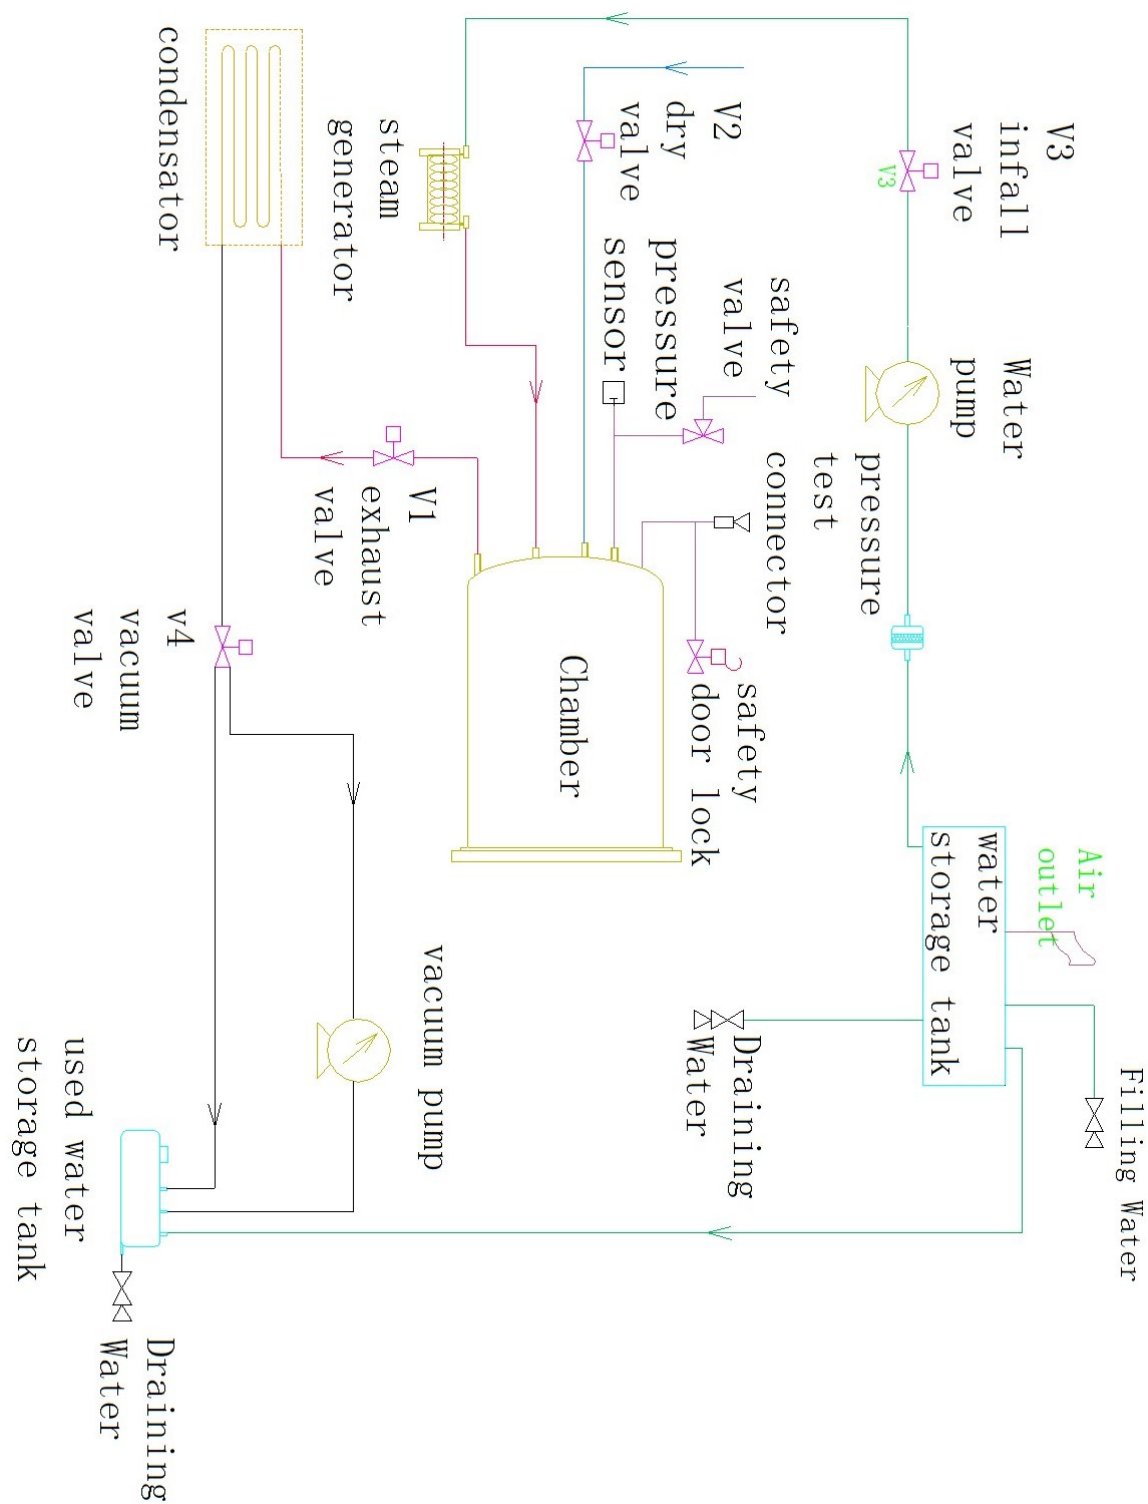 V3
infall
valve
V3
V2
dry
valve
steam
generator
condensator
Water
pump
safety
valve
pressure
sensor
pressure
test
connector
V1
exhaust
valve
safety
door lock
Chamber
v4
vacuum
valve
Air
outlet
water
storage tank
Filling Water
Draining
Water
vacuum pump
used water
storage tank
Draining
Water